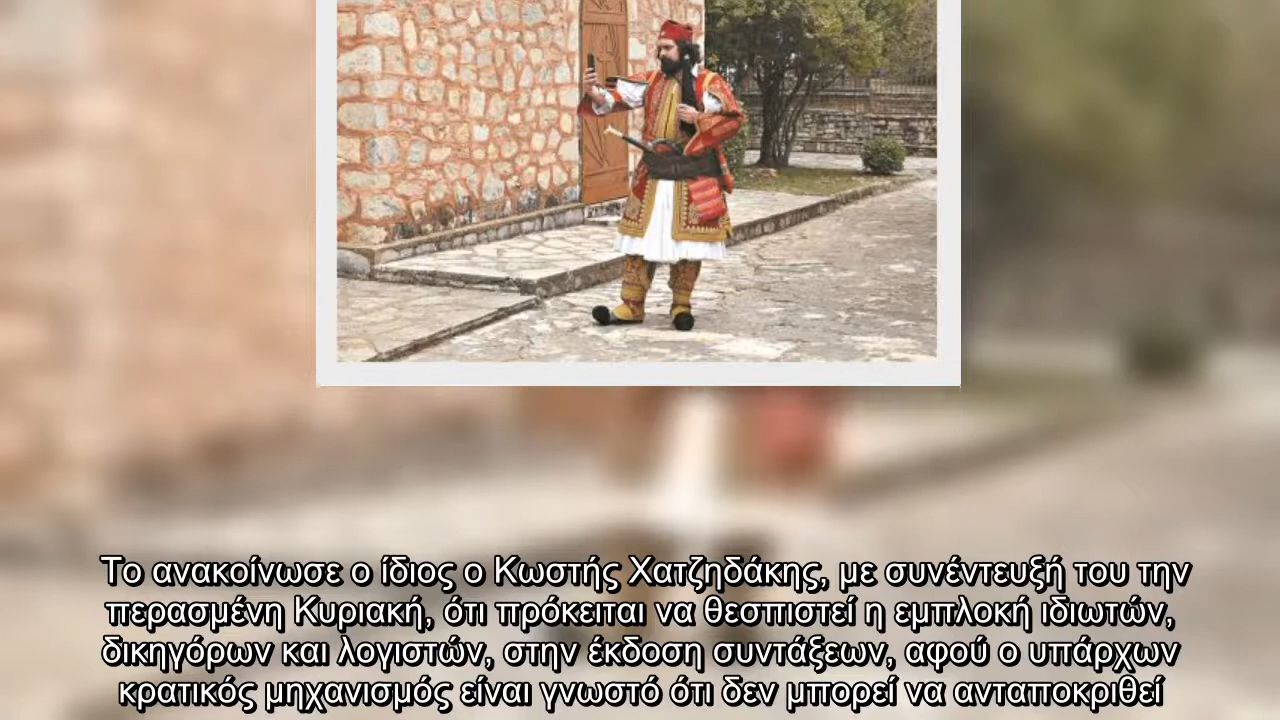 Το ανακοίνωσε ο ίδιος ο Κωστής Χατζηδάκης, με συνέντευξή του την
περασμένη Κυριακή, ότι πρόκειται να θεσπιστεί η εμπλοκή ιδιωτών,
δικηγόρων και λογιστών, στην έκδοση συντάξεων, αφού ο υπάρχων
κρατικός μηχανισμός είναι γνωστό ότι δεν μπορεί να ανταποκριθεί